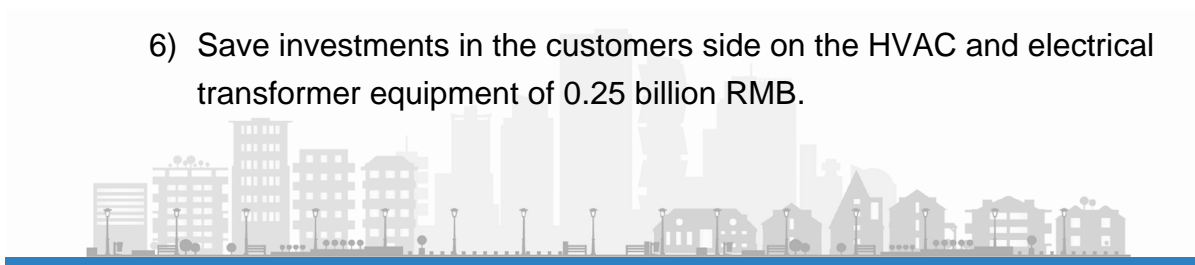 6) Save investments in the customers side on the HVAC and electrical
transformer equipment of 0.25 billion RMB.